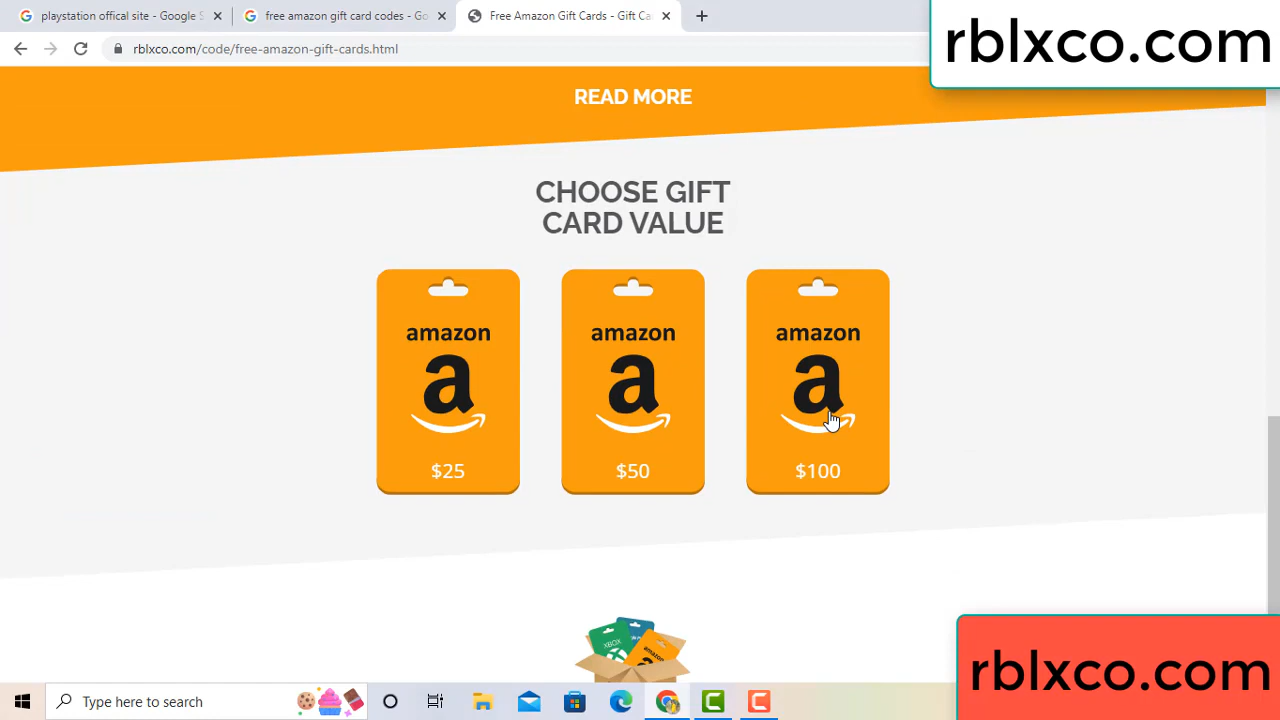 playstation offical site - Google S
free amazon gift card codes - Go
Free Amazon Gift Cards - Gift Ca
rblxco.com/code/free-amazon-gift-cards.html
rblxco.com
READ MORE
CHOOSE GIFT
CARD VALUE
amazon
a
$25
amazon
a
$50
amazon
a
$100
XBOX
amazon
rblxco.com
Type here to search